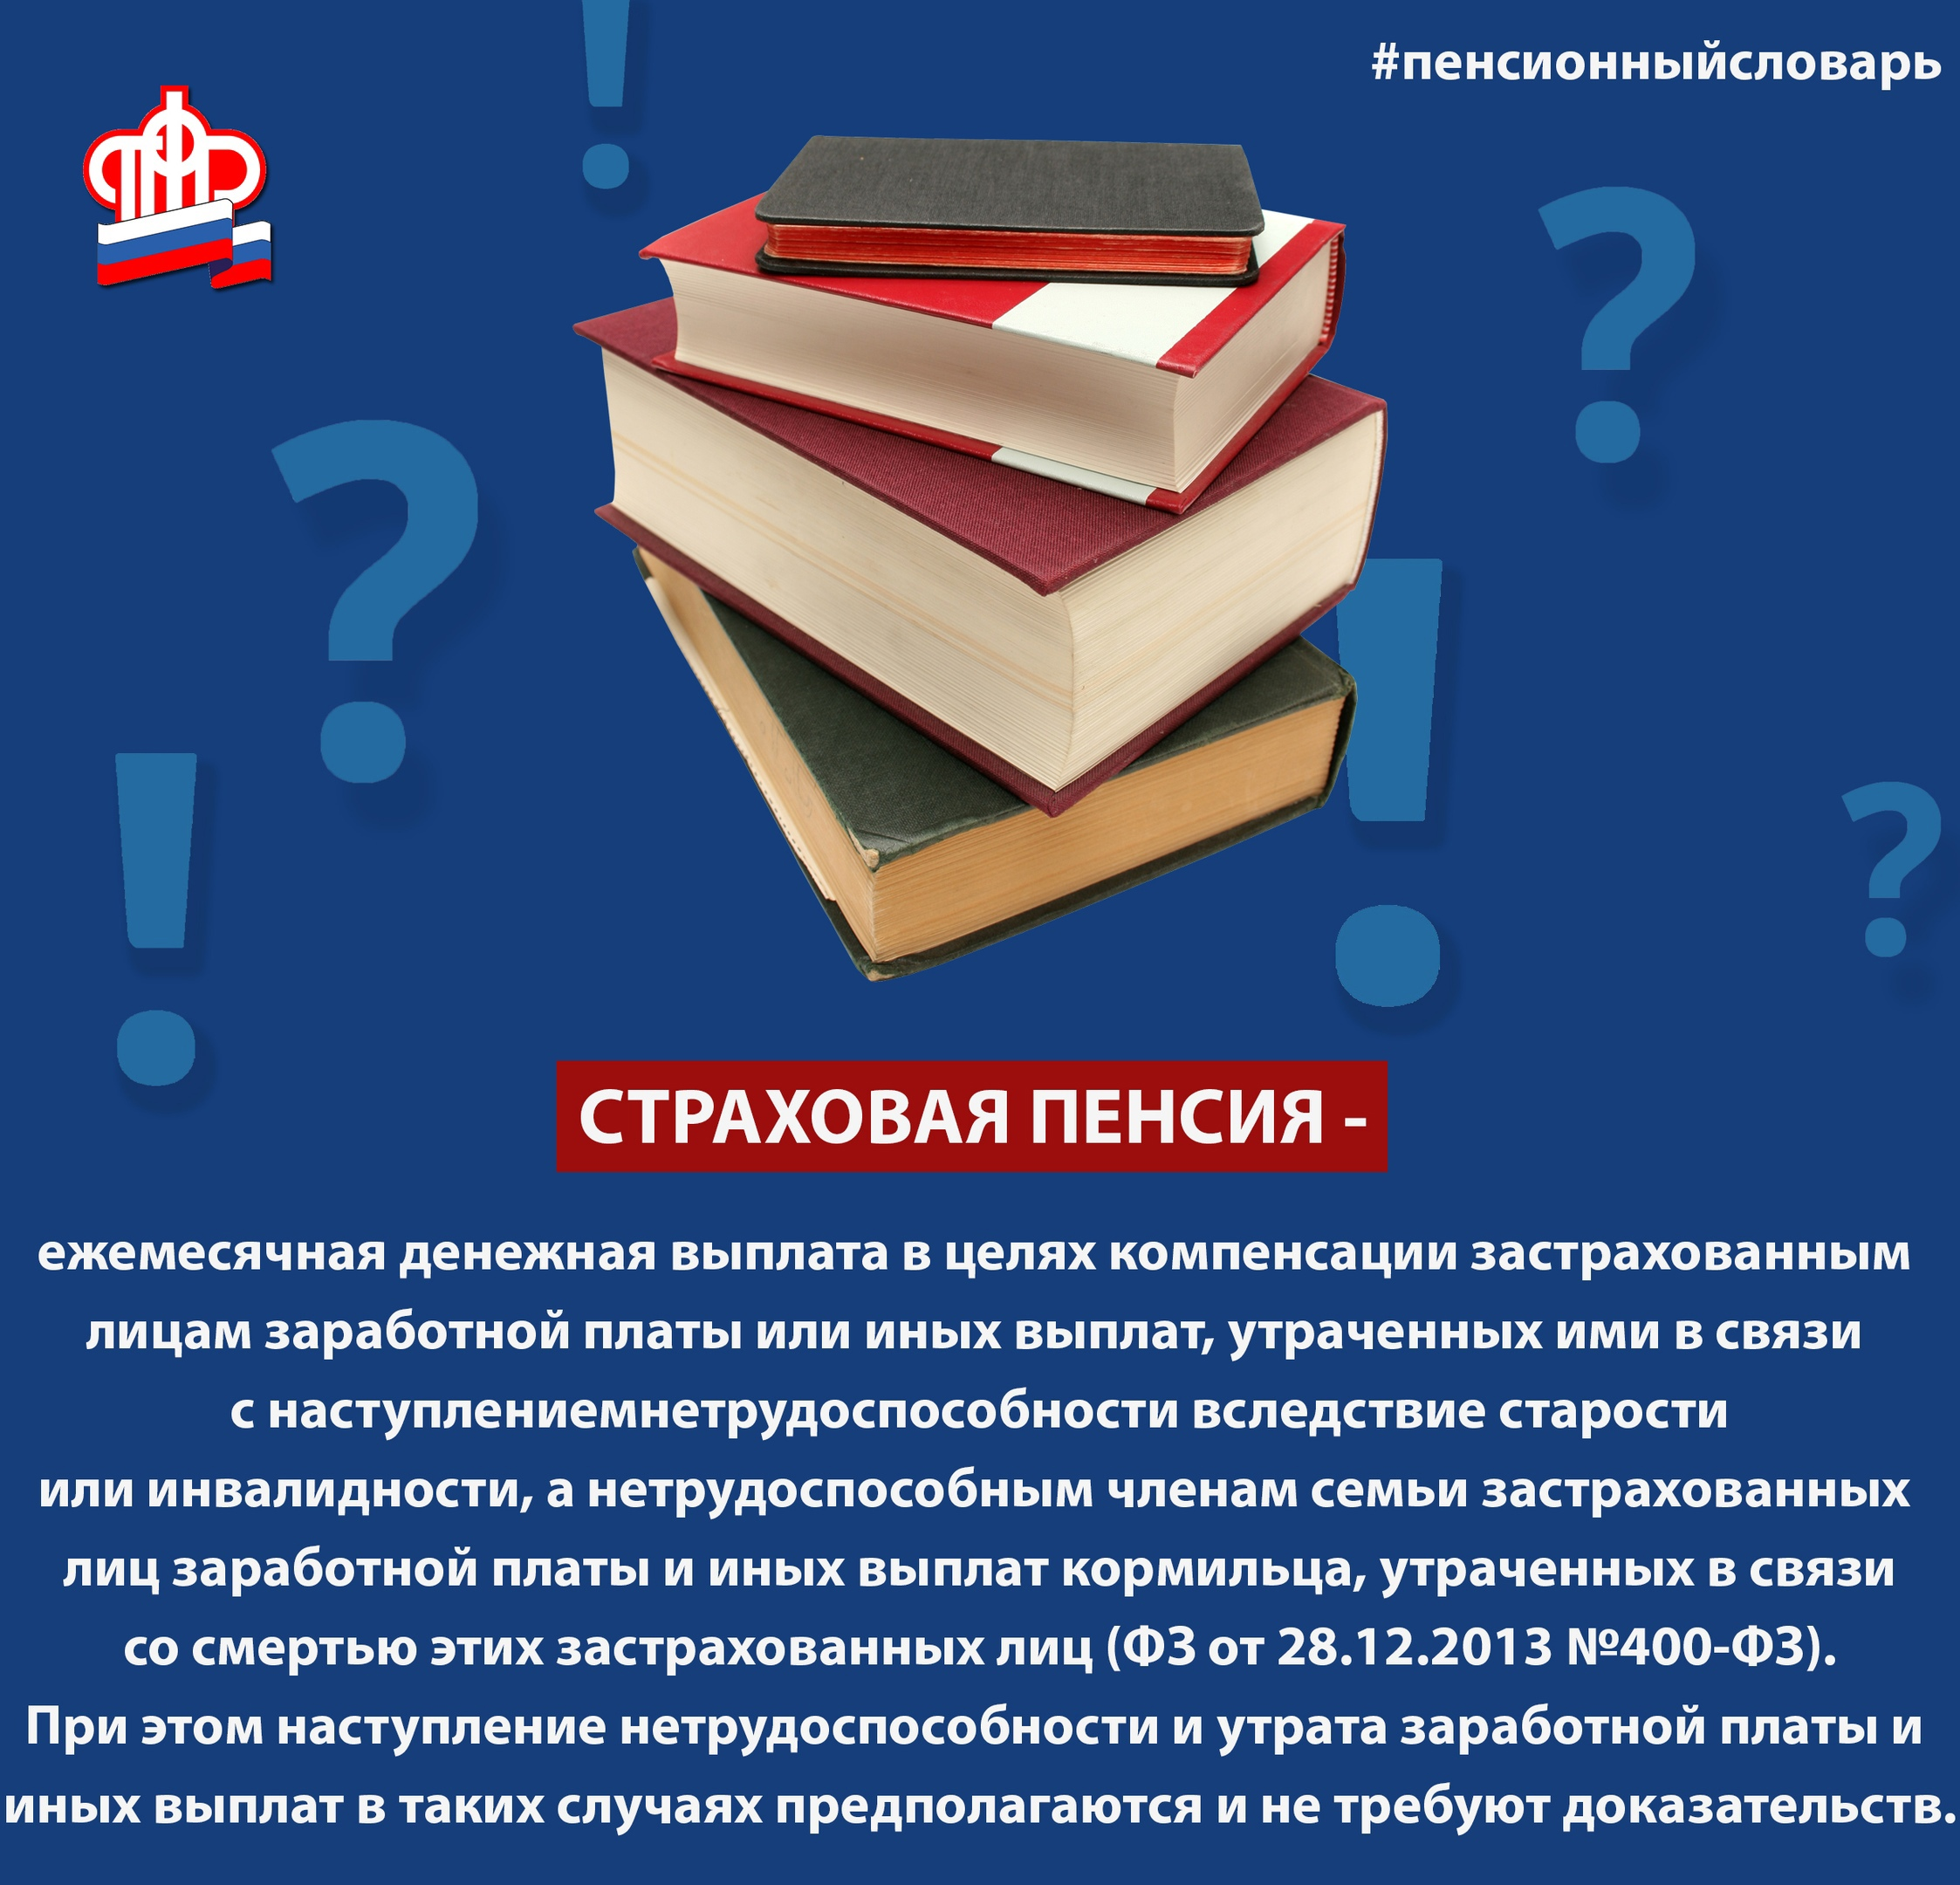 #пенсионныйсловарь
ПФР
СТРАХОВАЯ ПЕНСИЯ -
ежемесячная денежная выплата в целях компенсации застрахованным
лицам заработной платы или иных выплат, утраченных ими в связи
с наступлениемнетрудоспособности вследствие старости
или инвалидности, а нетрудоспособным членам семьи застрахованных
лиц заработной платы и иных выплат кормильца, утраченных в связи
со смертью этих застрахованных лиц (ФЗ от 28.12.2013 №400-ФЗ).
При этом наступление нетрудоспособности и утрата заработной платы и
иных выплат в таких случаях предполагаются и не требуют доказательств.